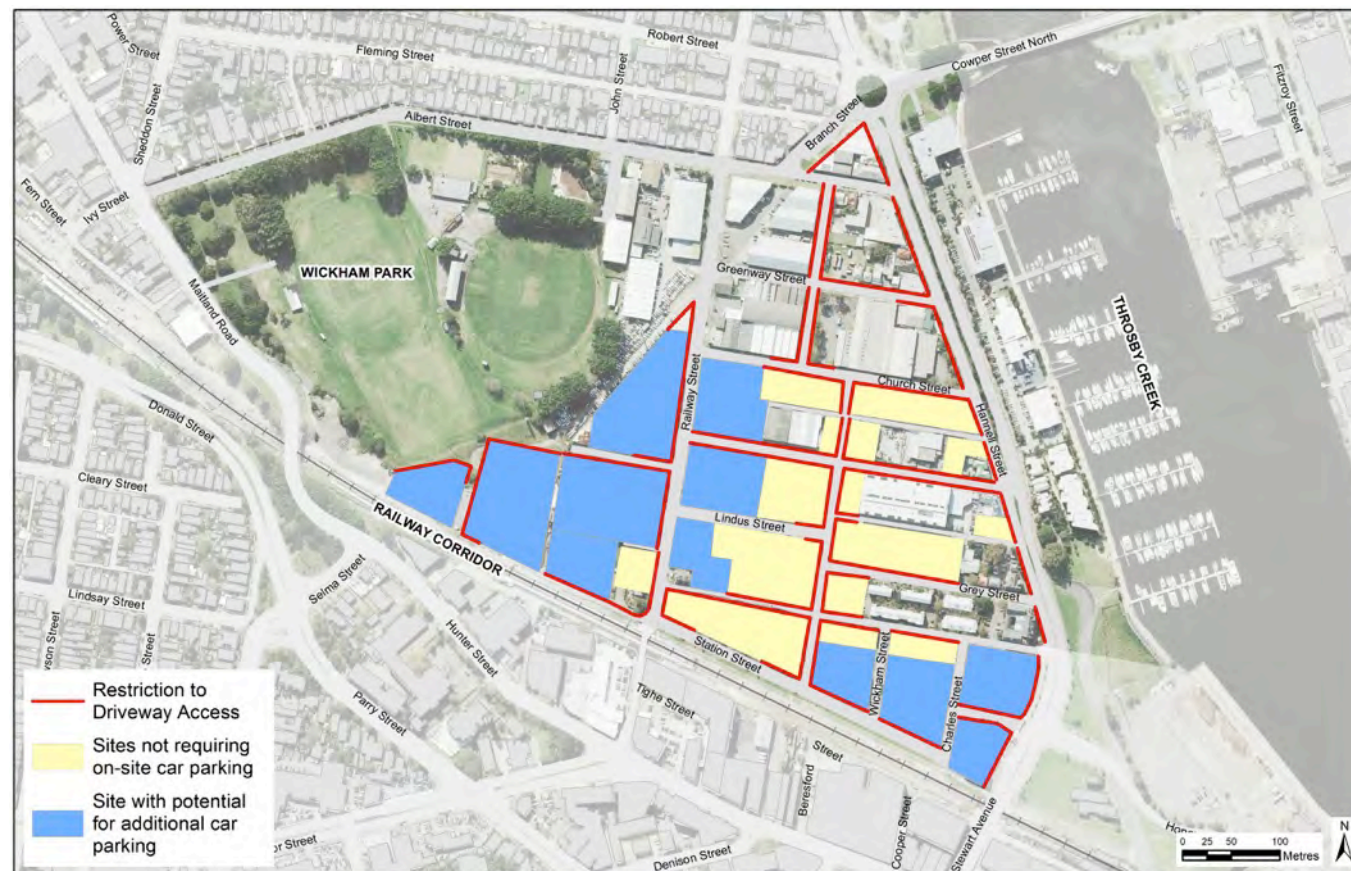 Power Street
Fleming Street
Robert Street
John Street
Cowper Street North
Fitzroy Street
Sheddon Street
Albert Street
Branch Street
Fern Street
Ivy Street
WICKHAM PARK
Greenway Street
Maitland Road
THROSBY CREEK
Railway Street
Church Street
Hannell Street
Donald Street
Cleary Street
RAILWAY CORRIDOR
Lindus Street
Selma Street
Grey Street
Lindsay Street
Hunter Street
Station Street
Wickham Street
Charles Street
Tighe Street
Parry Street
Street
Beresford
Cooper Street
Stewart Avenue
Denison Street
Restriction to
Driveway Access
Sites not requiring
on-site car parking
Site with potential
for additional car
parking
0 25 50 100
Metres
N